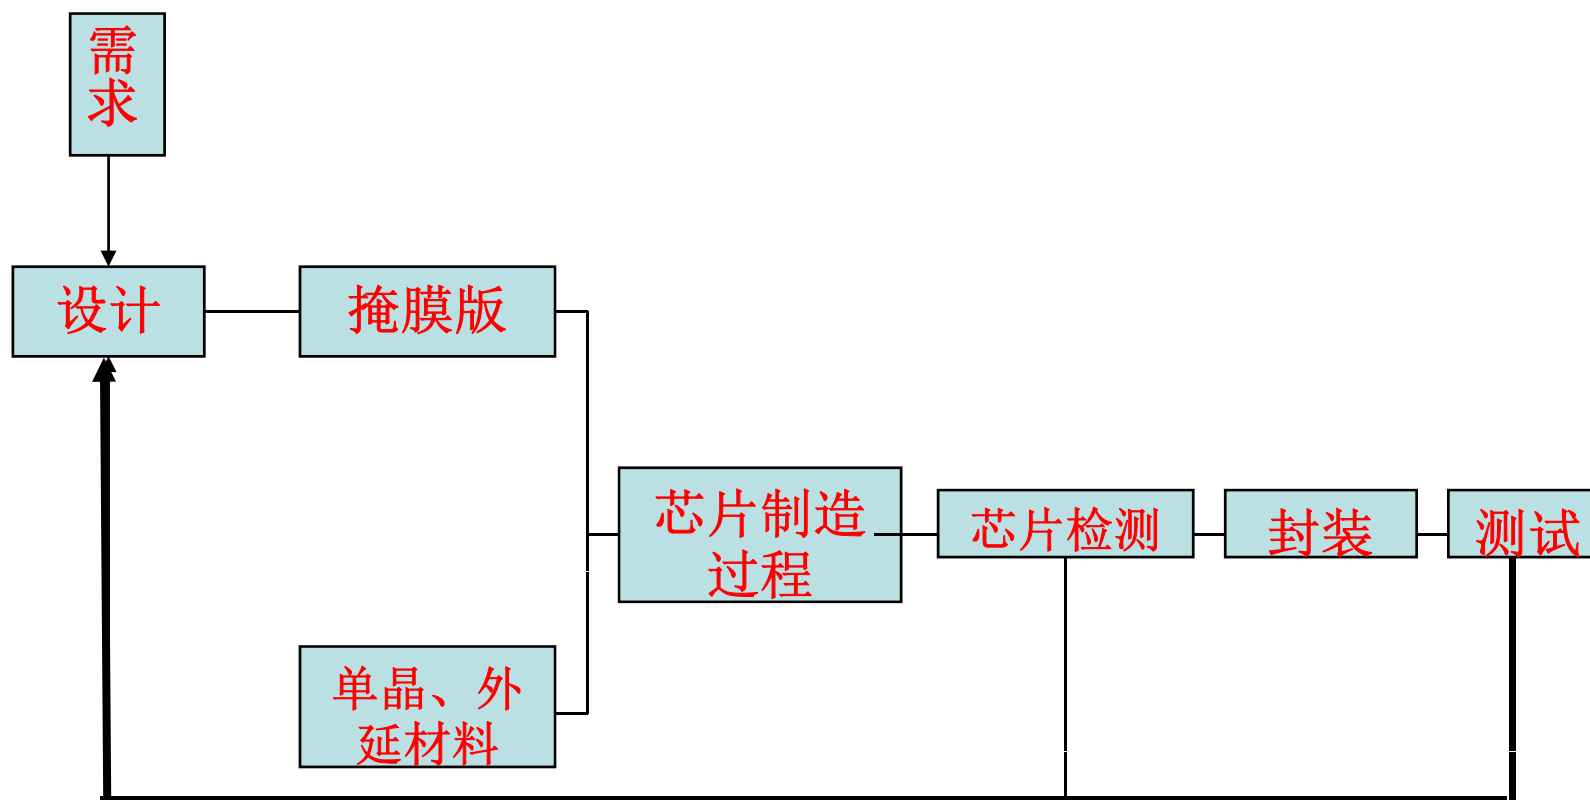 需
求
设计
掩膜版
芯片制造
过程
芯片检测
封装
测试
单晶、外
延材料